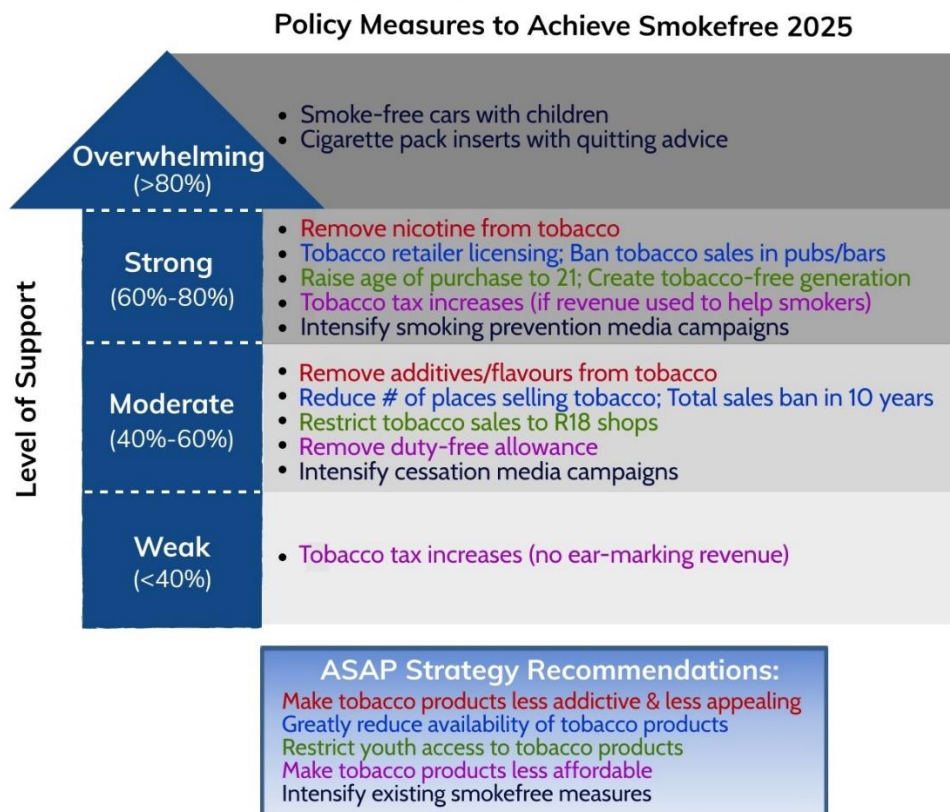 Policy Measures to Achieve Smokefree 2025
Level of Support
Overwhelming
(>80%)
• Smoke-free cars with children
• Cigarette pack inserts with quitting advice
Strong
(60%-80%)
• Remove nicotine from tobacco
• Tobacco retailer licensing; Ban tobacco sales in pubs/bars
• Raise age of purchase to 21; Create tobacco-free generation
• Tobacco tax increases (if revenue used to help smokers)
• Intensify smoking prevention media campaigns
Moderate
(40%-60%)
• Remove additives/flavours from tobacco
• Reduce # of places selling tobacco; Total sales ban in 10 years
• Restrict tobacco sales to R18 shops
• Remove duty-free allowance
• Intensify cessation media campaigns
Weak
(<40%)
• Tobacco tax increases (no ear-marking revenue)
ASAP Strategy Recommendations:
Make tobacco products less addictive & less appealing
Greatly reduce availability of tobacco products
Restrict youth access to tobacco products
Make tobacco products less affordable
Intensify existing smokefree measures